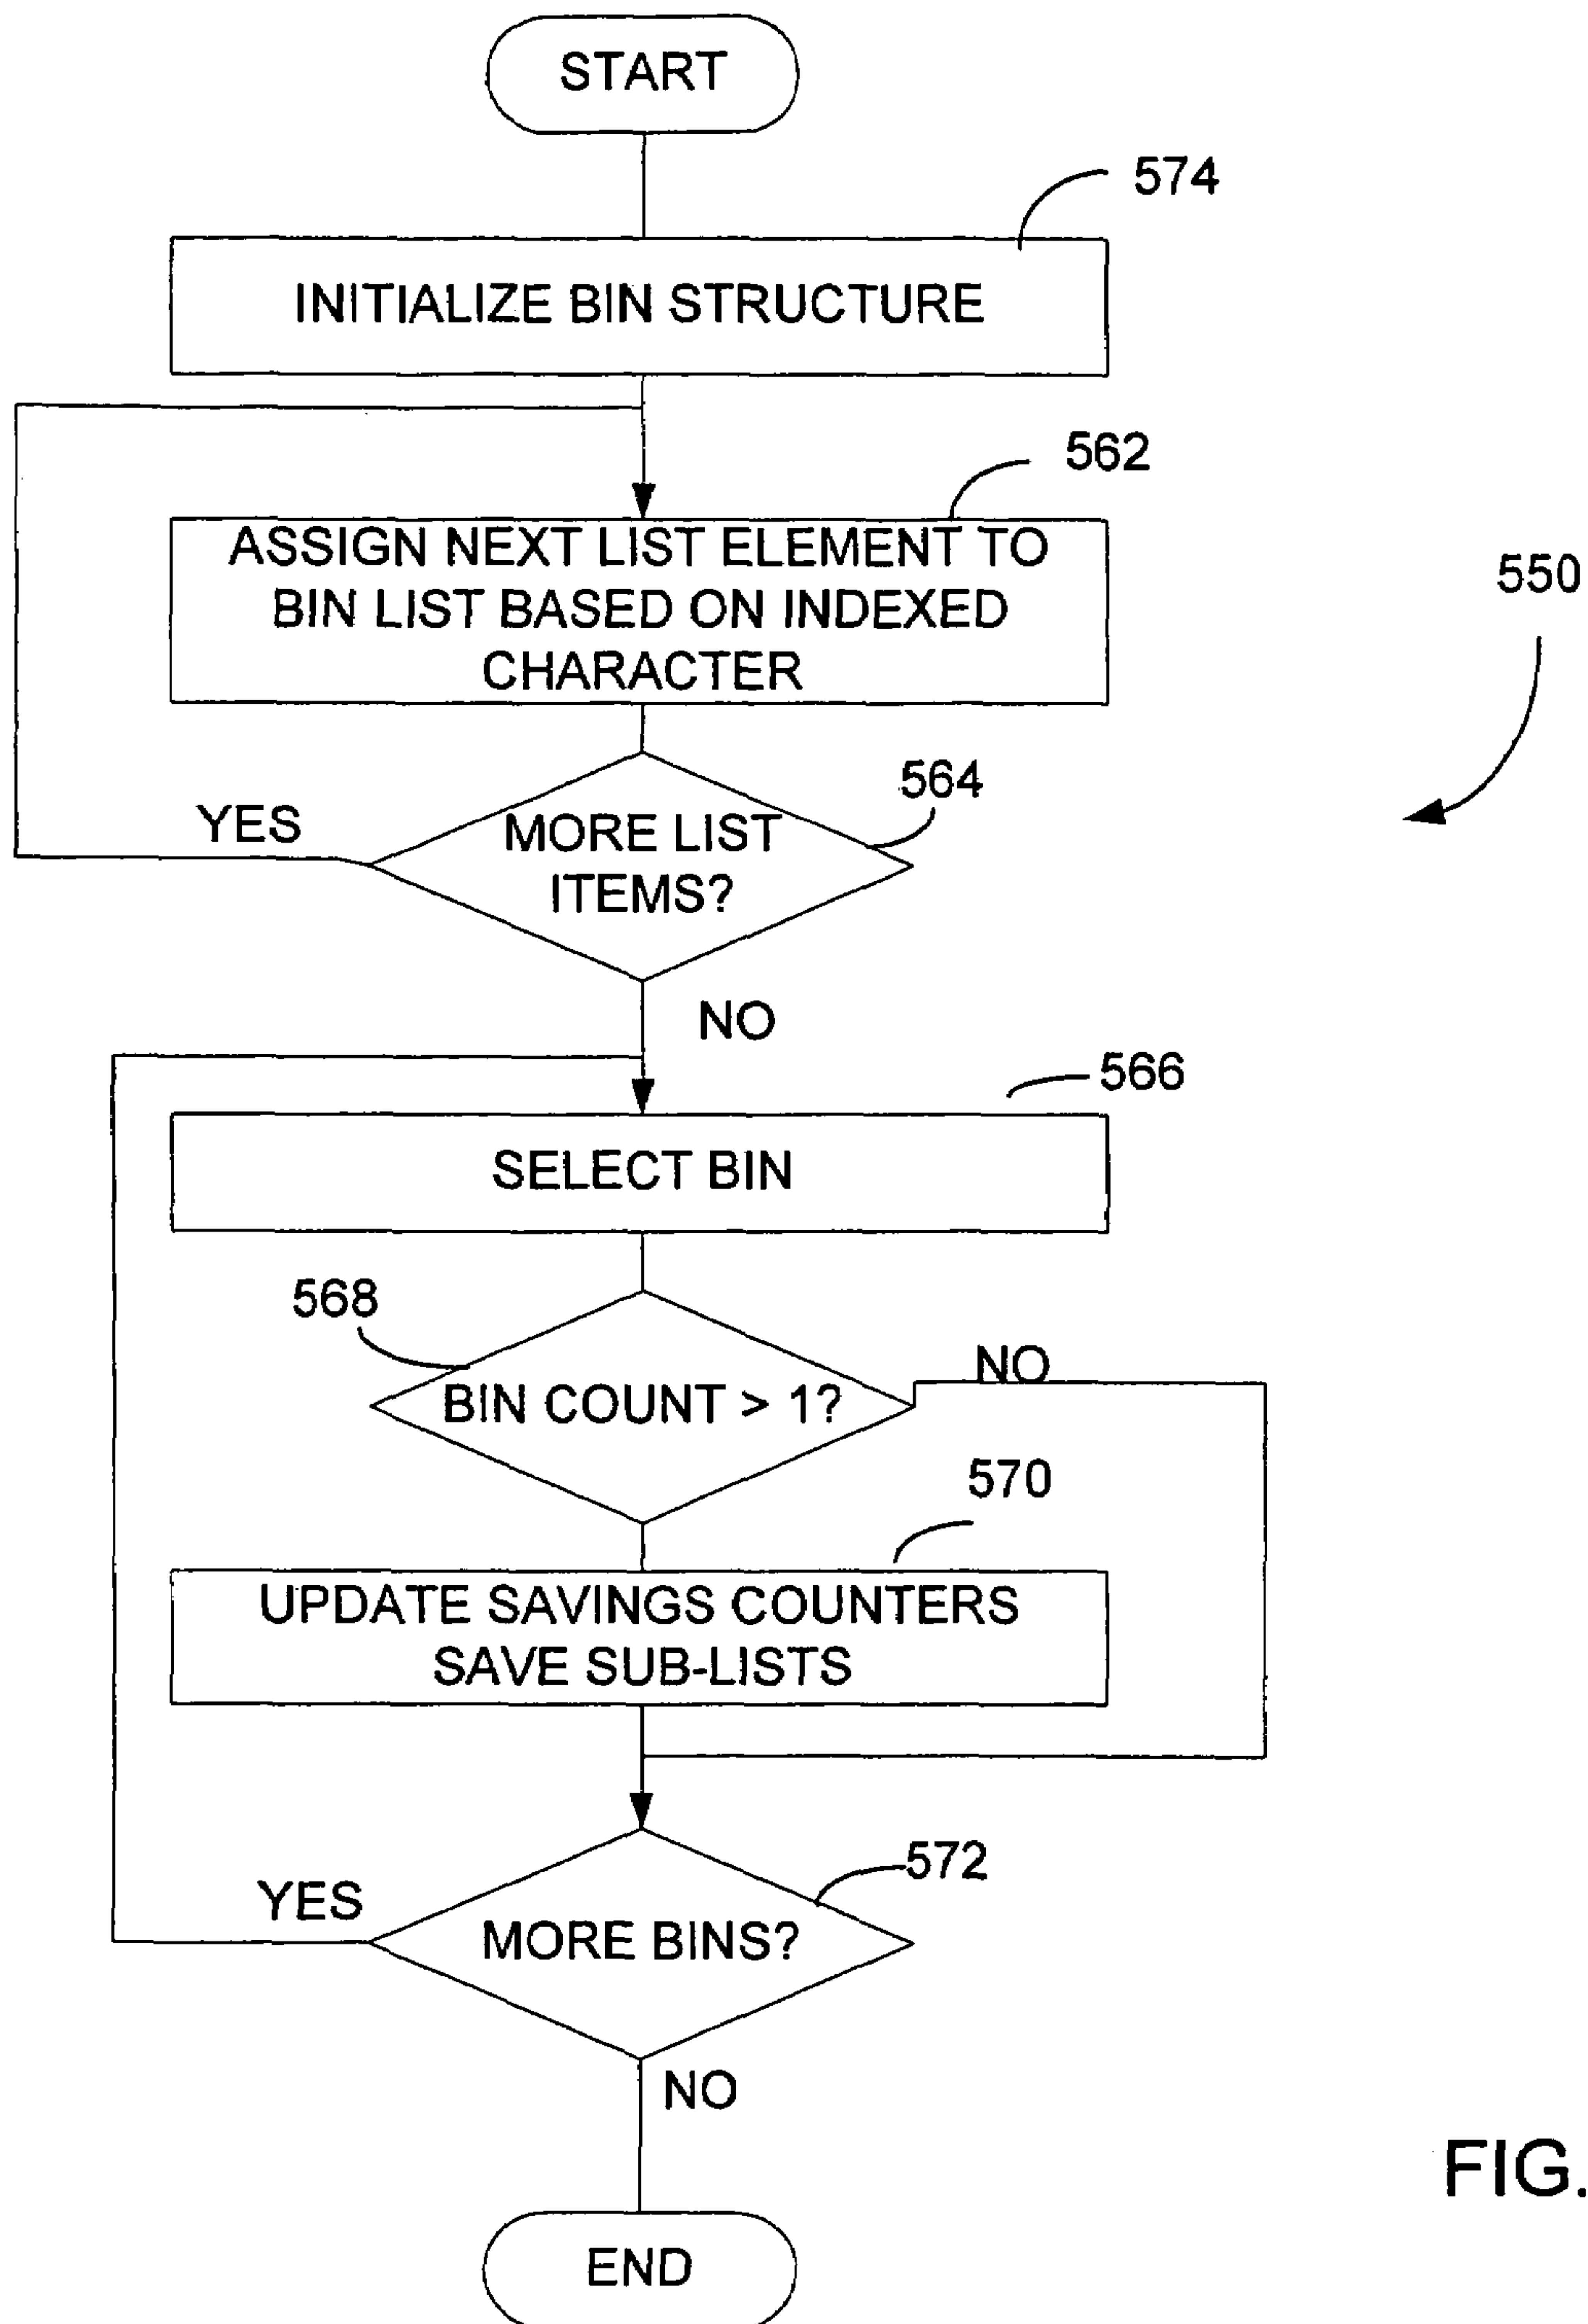 START
574
INITIALIZE BIN STRUCTURE
562
ASSIGN NEXT LIST ELEMENT TO
BIN LIST BASED ON INDEXED
CHARACTER
550
564
YES
MORE LIST
ITEMS?
NO
566
SELECT BIN
568
NO
BIN COUNT > 1?
570
UPDATE SAVINGS COUNTERS
SAVE SUB-LISTS
572
YES
MORE BINS?
NO
FIG.
END